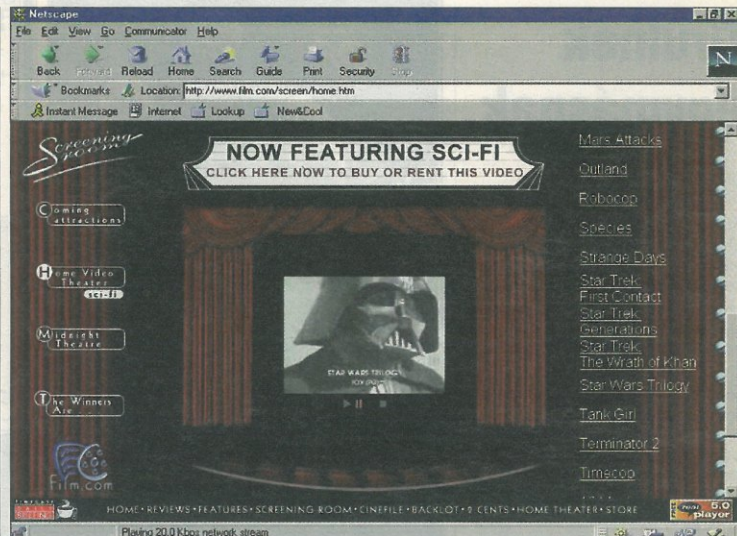 Netscape
File Edit View Go Communicator Help
Back Forward Reload Home Search Guide Print Security Stop
Bookmarks Location: http://www.film.com/screen/home.htm
Instant Message Internet Lookup New&Cool
Screening room
NOW FEATURING SCI-FI
CLICK HERE NOW TO BUY OR RENT THIS VIDEO
Coming
attractions
Home Video
Theater
sci-fi
Midnight
Theatre
The Winners
Are
Film.com
STAR WARS TRILOGY
Mars Attacks
Outland
Robocop
Species
Strange Days
Star Trek:
First Contact
Star Trek:
Generations
Star Trek:
The Wrath of Khan
Star Wars Trilogy
Tank Girl
Terminator 2
Timecop
HOME • REVIEWS • FEATURES • SCREENING ROOM • CINEFILE • BACKLOT • 2 CENTS • HOME THEATER • STORE
FREE real 5.0
player
Playing 20.0 Kbps network stream